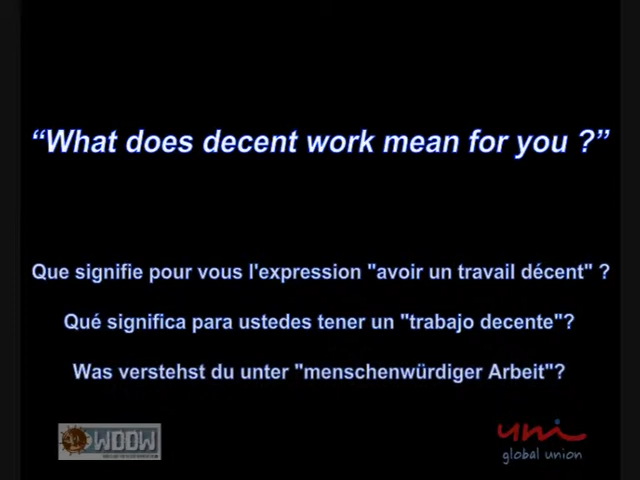 “What does decent work mean for you ?”
Que signifie pour vous l'expression "avoir un travail décent" ?
Qué significa para ustedes tener un "trabajo decente"?
Was verstehst du unter "menschenwürdiger Arbeit"?
WDDW
uni
global union